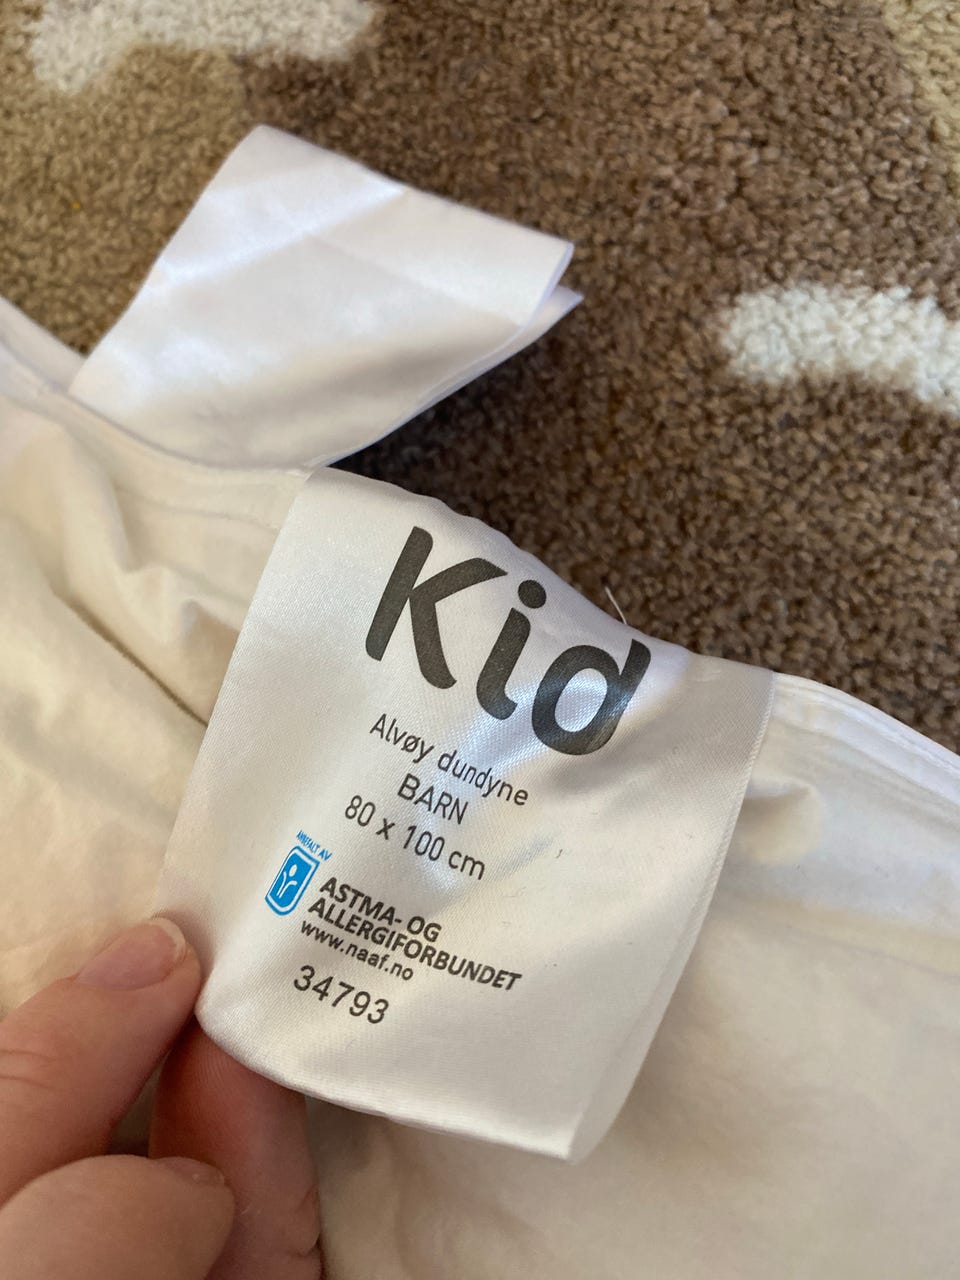 Kid
Alvøy dundyne
BARN
80 x 100 cm
ANBEFALT AV
ASTMA- OG
ALLERGIFORBUNDET
www.naaf.no
34793